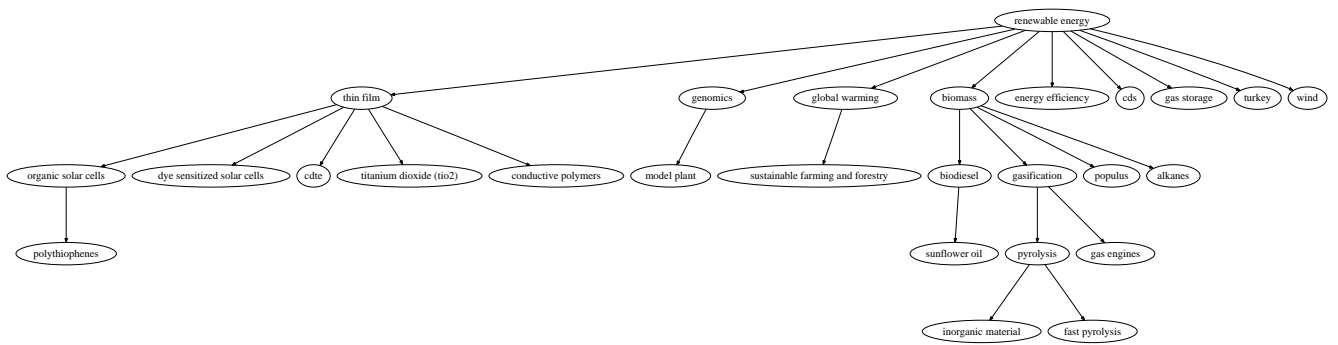 renewable energy
thin film
genomics
global warming
biomass
energy efficiency
cds
gas storage
turkey
wind
organic solar cells
dye sensitized solar cells
cdte
titanium dioxide (tio2)
conductive polymers
model plant
sustainable farming and forestry
biodiesel
gasification
populus
alkanes
polythiophenes
sunflower oil
pyrolysis
gas engines
inorganic material
fast pyrolysis